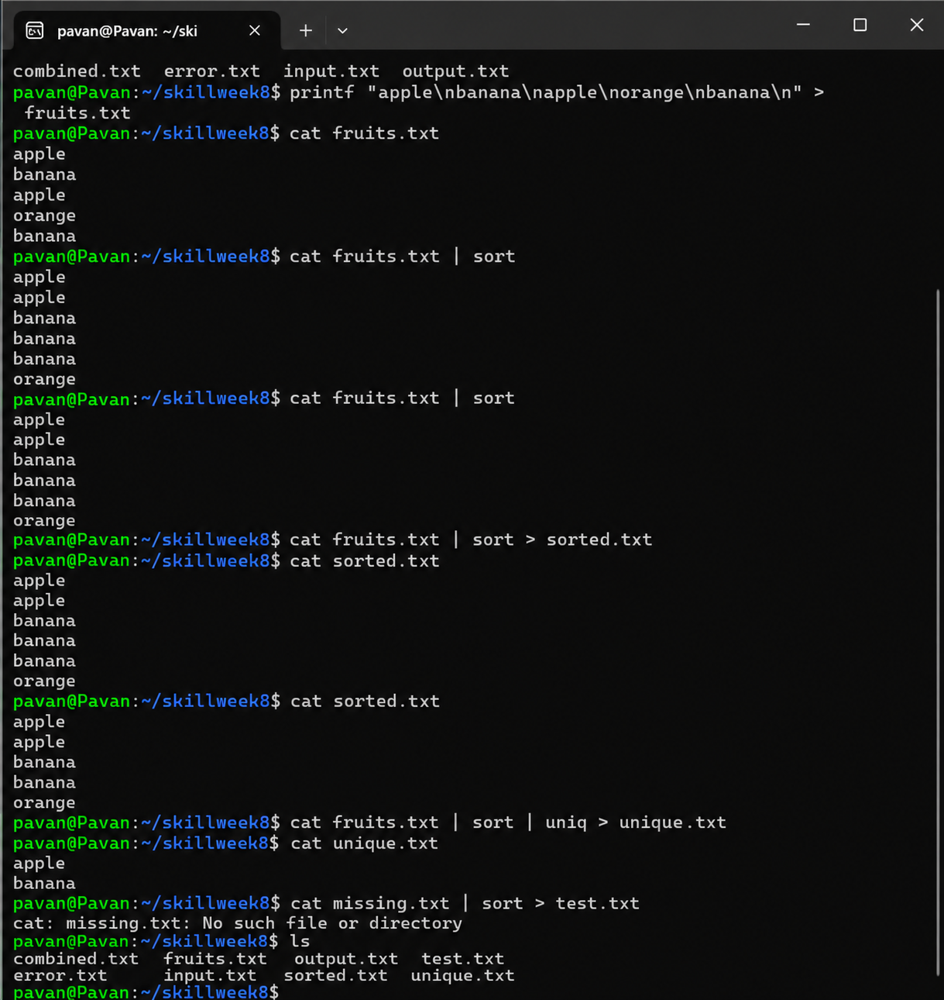 pavan@Pavan: ~/ski
combined.txt  error.txt  input.txt  output.txt
pavan@Pavan:~/skillweek8$ printf "apple\nbanana\napple\norange\nbanana\n" >
 fruits.txt
pavan@Pavan:~/skillweek8$ cat fruits.txt
apple
banana
apple
orange
banana
pavan@Pavan:~/skillweek8$ cat fruits.txt | sort
apple
apple
banana
banana
banana
orange
pavan@Pavan:~/skillweek8$ cat fruits.txt | sort
apple
apple
banana
banana
banana
orange
pavan@Pavan:~/skillweek8$ cat fruits.txt | sort > sorted.txt
pavan@Pavan:~/skillweek8$ cat sorted.txt
apple
apple
banana
banana
banana
orange
pavan@Pavan:~/skillweek8$ cat sorted.txt
apple
apple
banana
banana
orange
pavan@Pavan:~/skillweek8$ cat fruits.txt | sort | uniq > unique.txt
pavan@Pavan:~/skillweek8$ cat unique.txt
apple
banana
pavan@Pavan:~/skillweek8$ cat missing.txt | sort > test.txt
cat: missing.txt: No such file or directory
pavan@Pavan:~/skillweek8$ ls
combined.txt  fruits.txt  output.txt  test.txt
error.txt  input.txt  sorted.txt  unique.txt
pavan@Pavan:~/skillweek8$